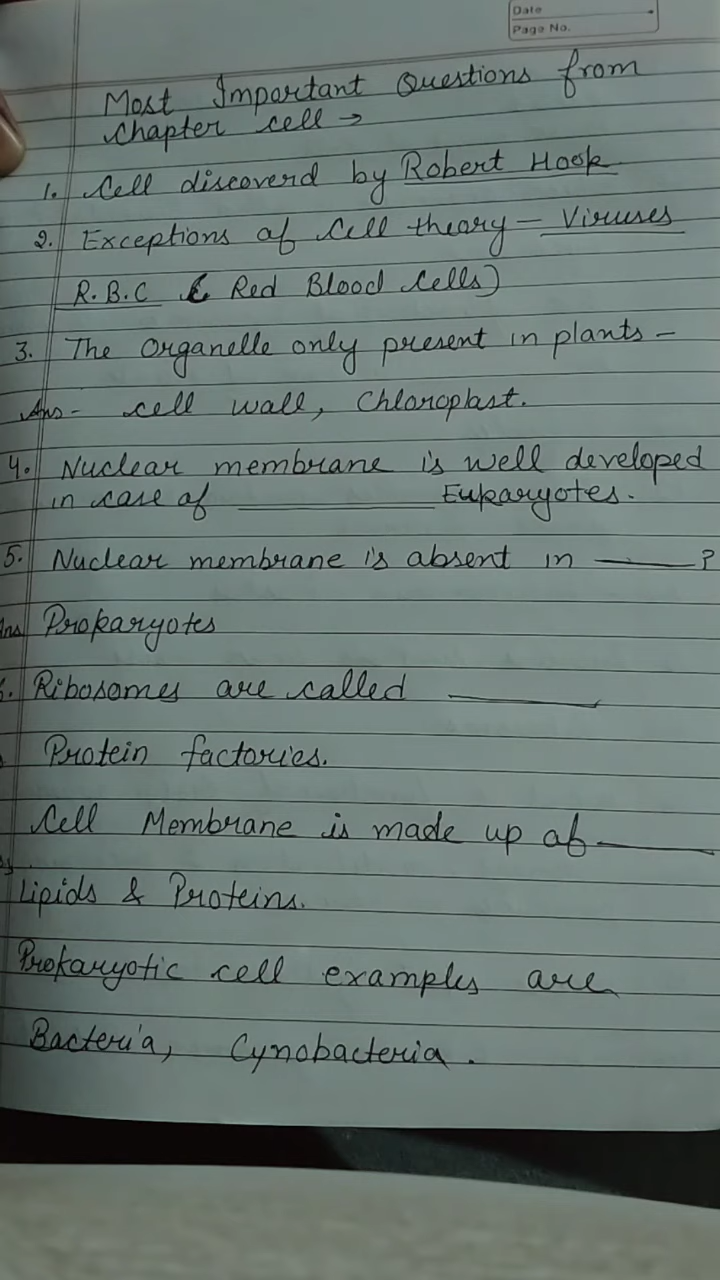 Date
Page No.
Most Important Questions from
chapter cell →
1. Cell discoverd by Robert Hook
2. Exceptions of Cell theory - Viruses
R.B.C ( Red Blood Cells)
3. The Organelle only present in plants -
Ans - cell wall, Chloroplast.
4. Nuclear membrane is well developed
in case of ________ Eukaryotes.
5. Nuclear membrane is absent in ____?
Ans Prokaryotes
Ribosomes are called ______
Protein factories.
Cell Membrane is made up of ____
Lipids & Proteins.
Prokaryotic cell examples are
Bacteria, Cynobacteria.